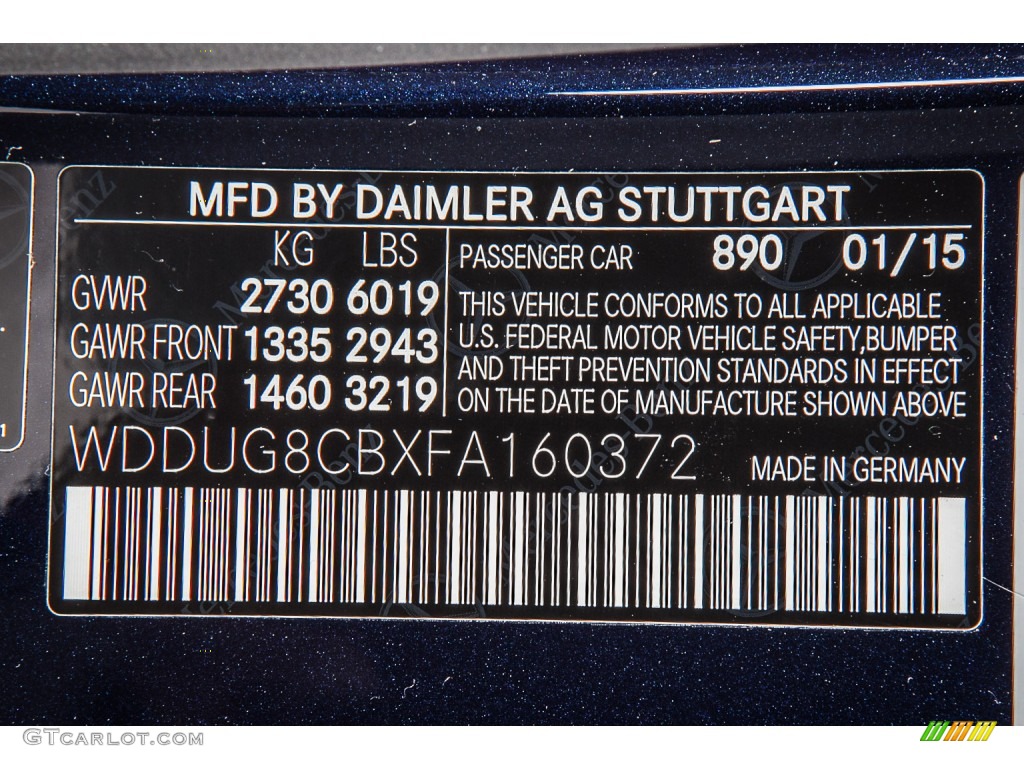 MFD BY DAIMLER AG STUTTGART
KG LBS
GVWR 2730 6019
GAWR FRONT 1335 2943
GAWR REAR 1460 3219
PASSENGER CAR 890 01/15
THIS VEHICLE CONFORMS TO ALL APPLICABLE
U.S. FEDERAL MOTOR VEHICLE SAFETY,BUMPER
AND THEFT PREVENTION STANDARDS IN EFFECT
ON THE DATE OF MANUFACTURE SHOWN ABOVE
WDDUG8CBXFA160372
MADE IN GERMANY
1
GTCARLOT.COM